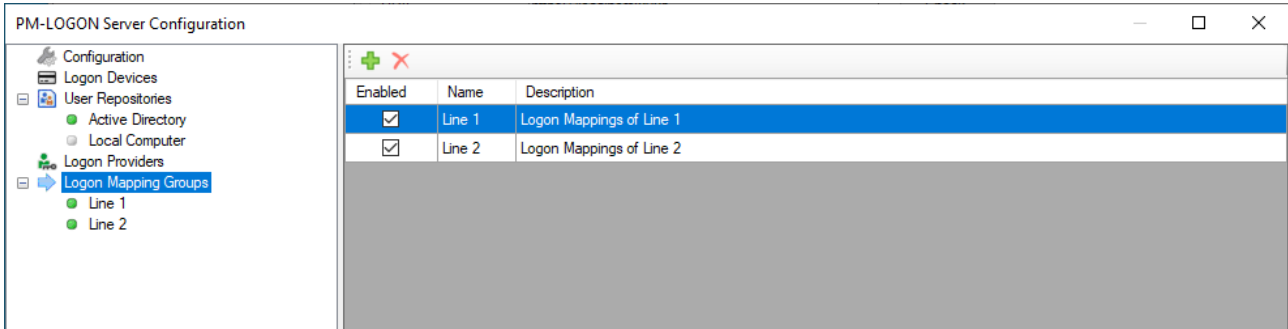 PM-LOGON Server Configuration
Configuration
Logon Devices
User Repositories
Active Directory
Local Computer
Logon Providers
Logon Mapping Groups
Line 1
Line 2
Enabled Name Description
Line 1 Logon Mappings of Line 1
Line 2 Logon Mappings of Line 2